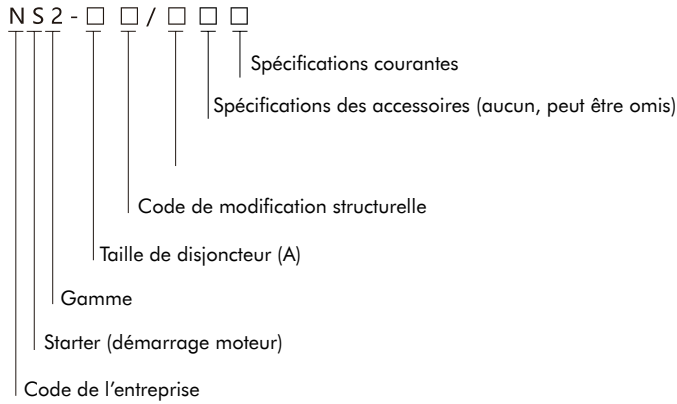 NS2-□□/□□□
Spécifications courantes
Spécifications des accessoires (aucun, peut être omis)
Code de modification structurelle
Taille de disjoncteur (A)
Gamme
Starter (démarrage moteur)
Code de l'entreprise